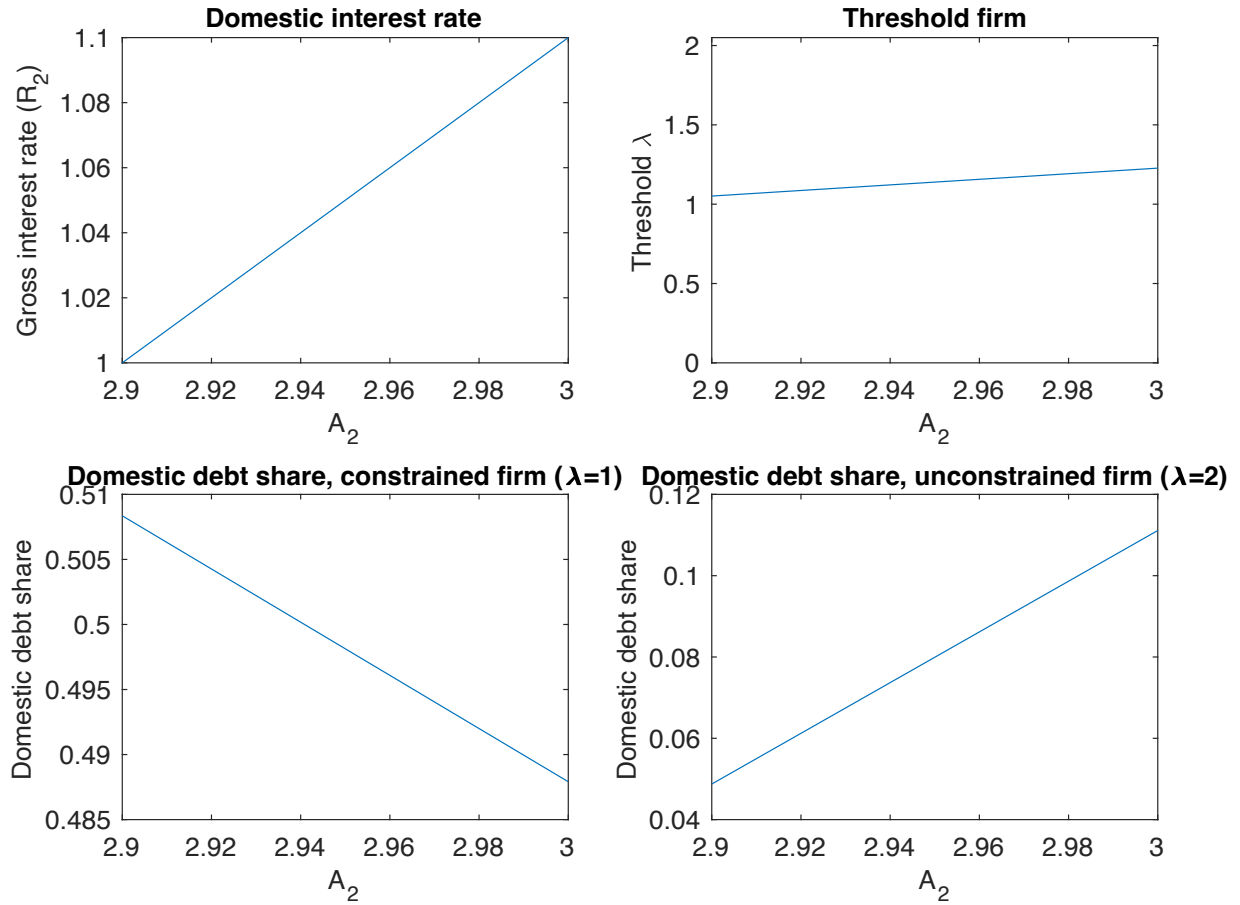 Domestic interest rate
Gross interest rate (R_2)
1.1
1.08
1.06
1.04
1.02
1
2.9 2.92 2.94 2.96 2.98 3
A_2
Threshold firm
Threshold λ
2
1.5
1
0.5
0
2.9 2.92 2.94 2.96 2.98 3
A_2
Domestic debt share, constrained firm (λ=1)
Domestic debt share
0.51
0.505
0.5
0.495
0.49
0.485
2.9 2.92 2.94 2.96 2.98 3
A_2
Domestic debt share, unconstrained firm (λ=2)
Domestic debt share
0.12
0.1
0.08
0.06
0.04
2.9 2.92 2.94 2.96 2.98 3
A_2